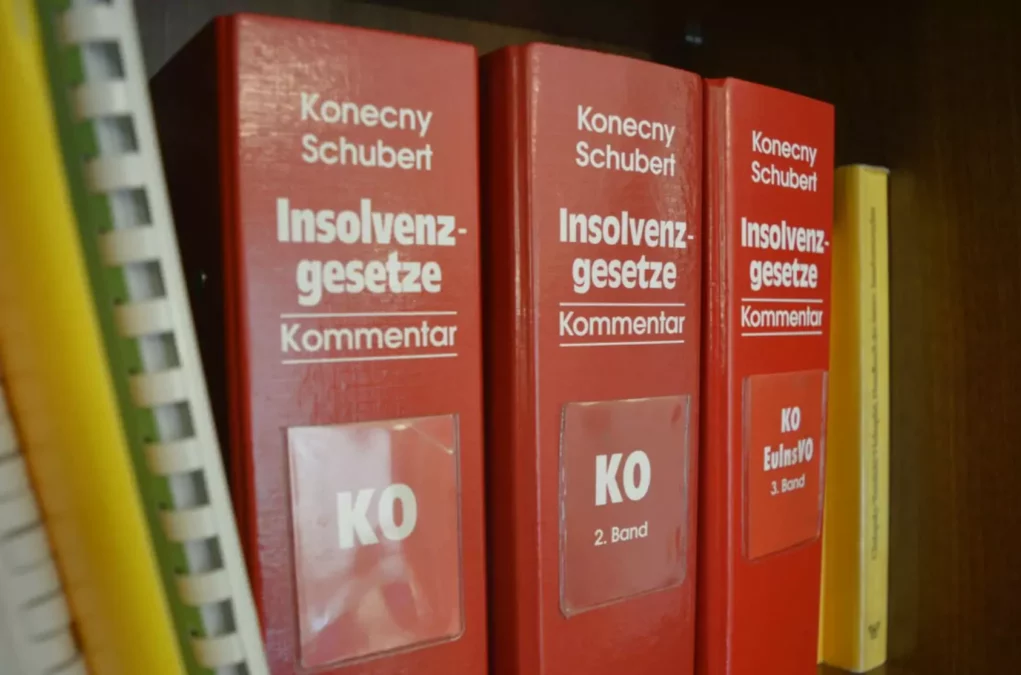 Konecny
Schubert
Insolvenz-
gesetze
Kommentar
KO
Konecny
Schubert
Insolvenz-
gesetze
Kommentar
KO
2. Band
Konecny
Schubert
Insolvenz-
gesetze
Kommentar
KO
EuInsVO
3. Band